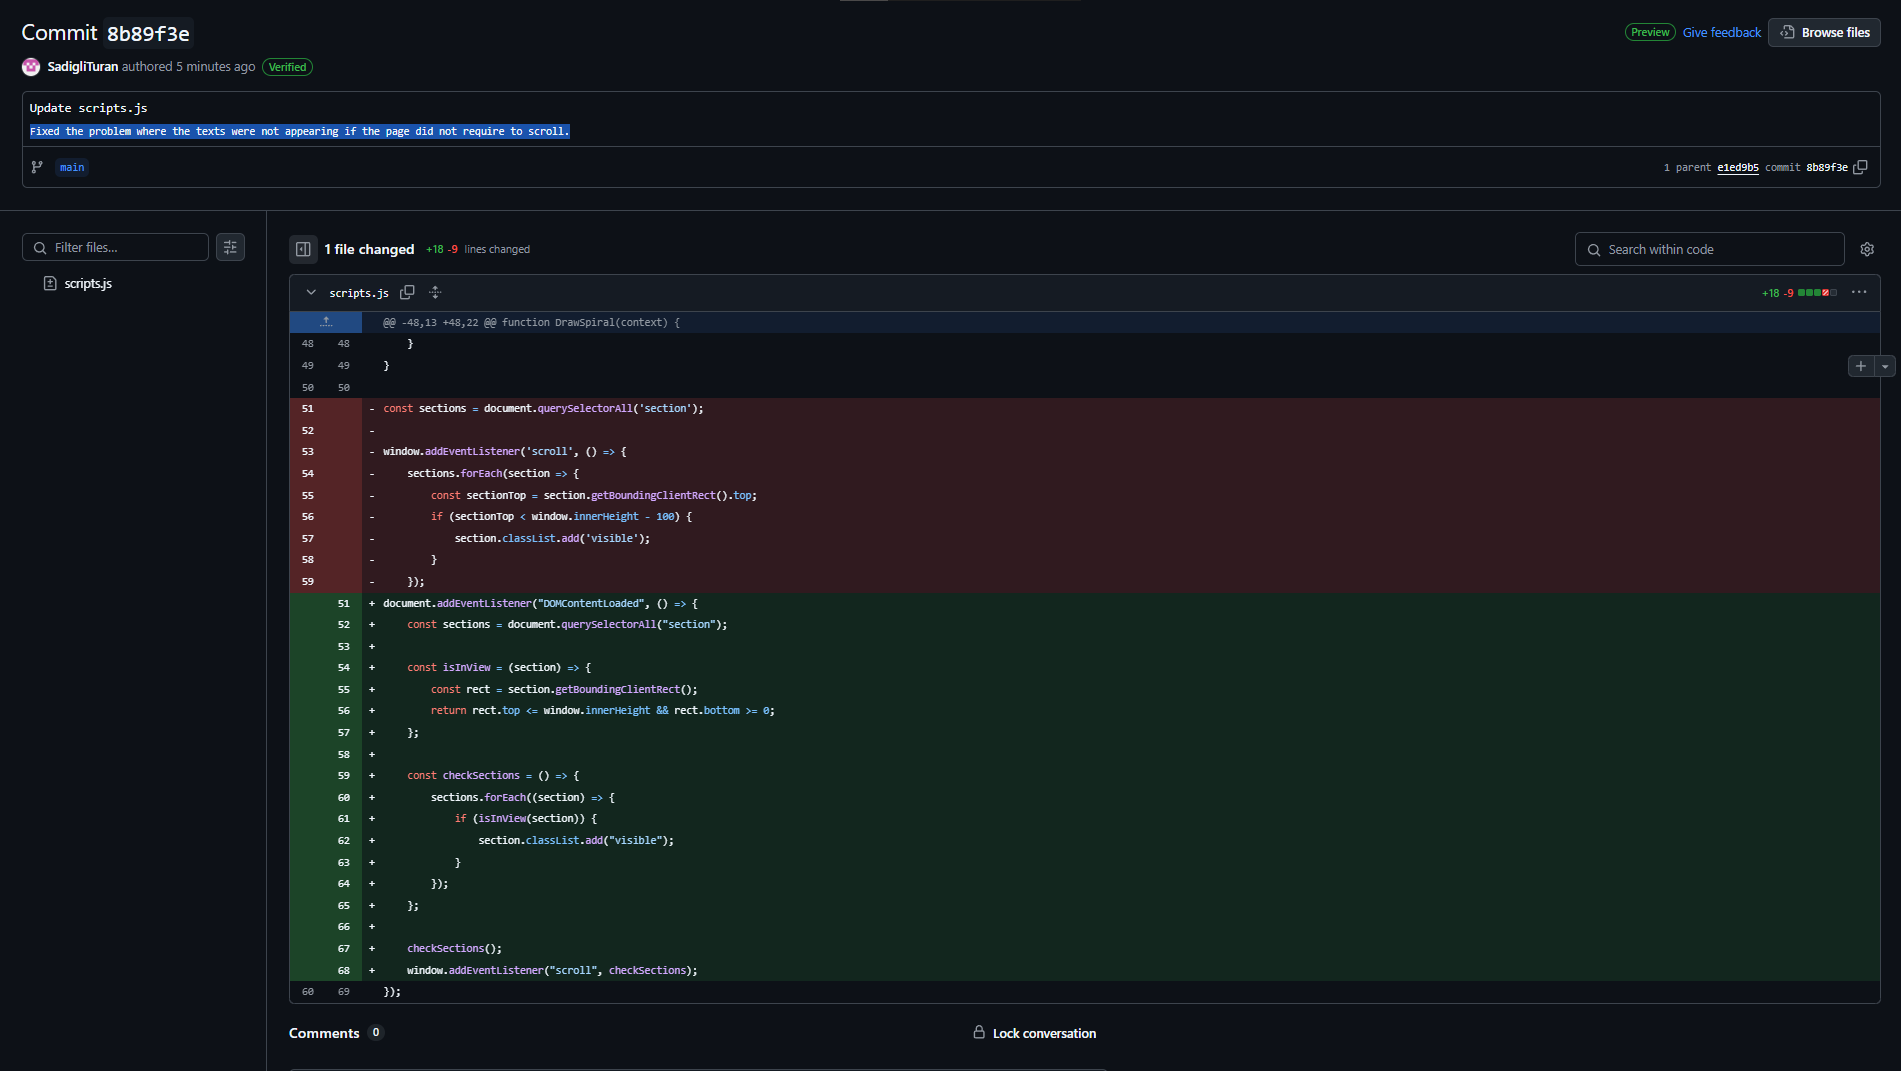 Commit 8b89f3e
Preview Give feedback Browse files
SadigliTuran authored 5 minutes ago Verified
Update scripts.js
Fixed the problem where the texts were not appearing if the page did not require to scroll.
main
1 parent e1ed9b5 commit 8b89f3e
Filter files...
scripts.js
1 file changed +18 -9 lines changed
Search within code
scripts.js
+18 -9
@@ -48,13 +48,22 @@ function DrawSpiral(context) {
48 48 }
49 49 }
50 50
51 - const sections = document.querySelectorAll('section');
52 -
53 - window.addEventListener('scroll', () => {
54 - sections.forEach(section => {
55 - const sectionTop = section.getBoundingClientRect().top;
56 - if (sectionTop < window.innerHeight - 100) {
57 - section.classList.add('visible');
58 - }
59 - });
51 + document.addEventListener("DOMContentLoaded", () => {
52 + const sections = document.querySelectorAll("section");
53 +
54 + const isInView = (section) => {
55 + const rect = section.getBoundingClientRect();
56 + return rect.top <= window.innerHeight && rect.bottom >= 0;
57 + };
58 +
59 + const checkSections = () => {
60 + sections.forEach((section) => {
61 + if (isInView(section)) {
62 + section.classList.add("visible");
63 + }
64 + });
65 + };
66 +
67 + checkSections();
68 + window.addEventListener("scroll", checkSections);
60 69 });
Comments 0
Lock conversation